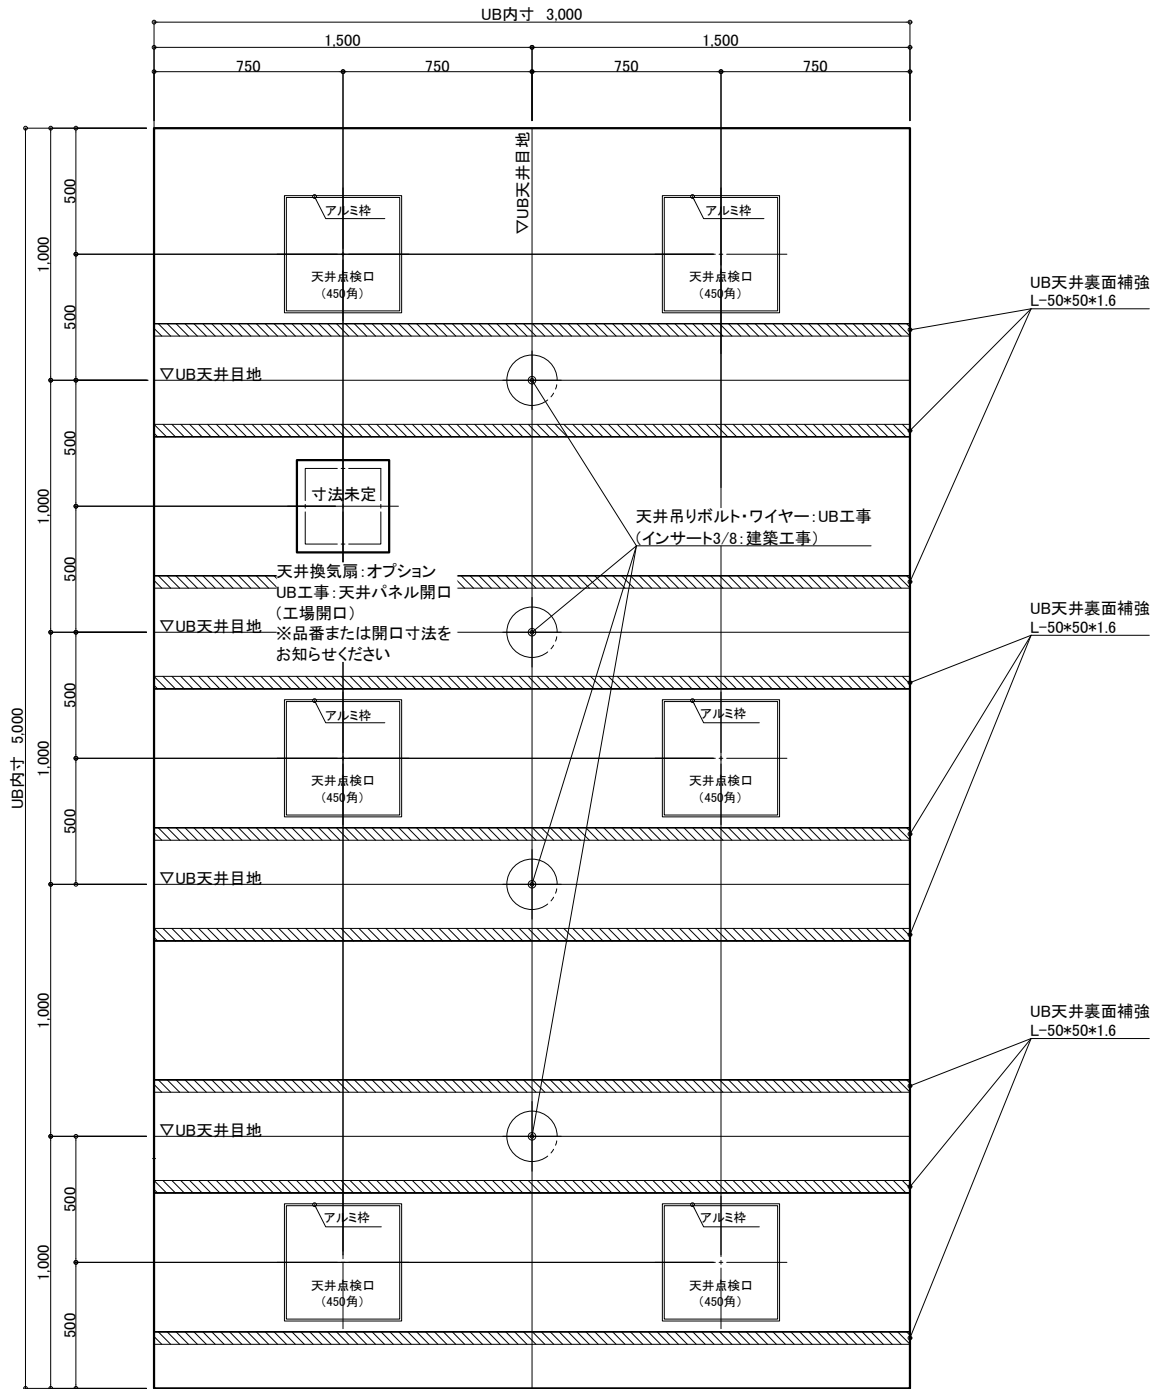 UB内寸 3,000
1,500
1,500
750
750
750
750
UB内寸 5,000
1,000
1,000
1,000
1,000
1,000
500
500
500
500
500
500
500
500
▽UB天井目地
アルミ枠
天井点検口
(450角)
アルミ枠
天井点検口
(450角)
UB天井裏面補強
L-50*50*1.6
▽UB天井目地
寸法未定
天井吊りボルト・ワイヤー:UB工事
(インサート3/8:建築工事)
天井換気扇:オプション
UB工事:天井パネル開口
(工場開口)
※品番または開口寸法を
お知らせください
▽UB天井目地
UB天井裏面補強
L-50*50*1.6
アルミ枠
天井点検口
(450角)
アルミ枠
天井点検口
(450角)
▽UB天井目地
UB天井裏面補強
L-50*50*1.6
▽UB天井目地
アルミ枠
天井点検口
(450角)
アルミ枠
天井点検口
(450角)